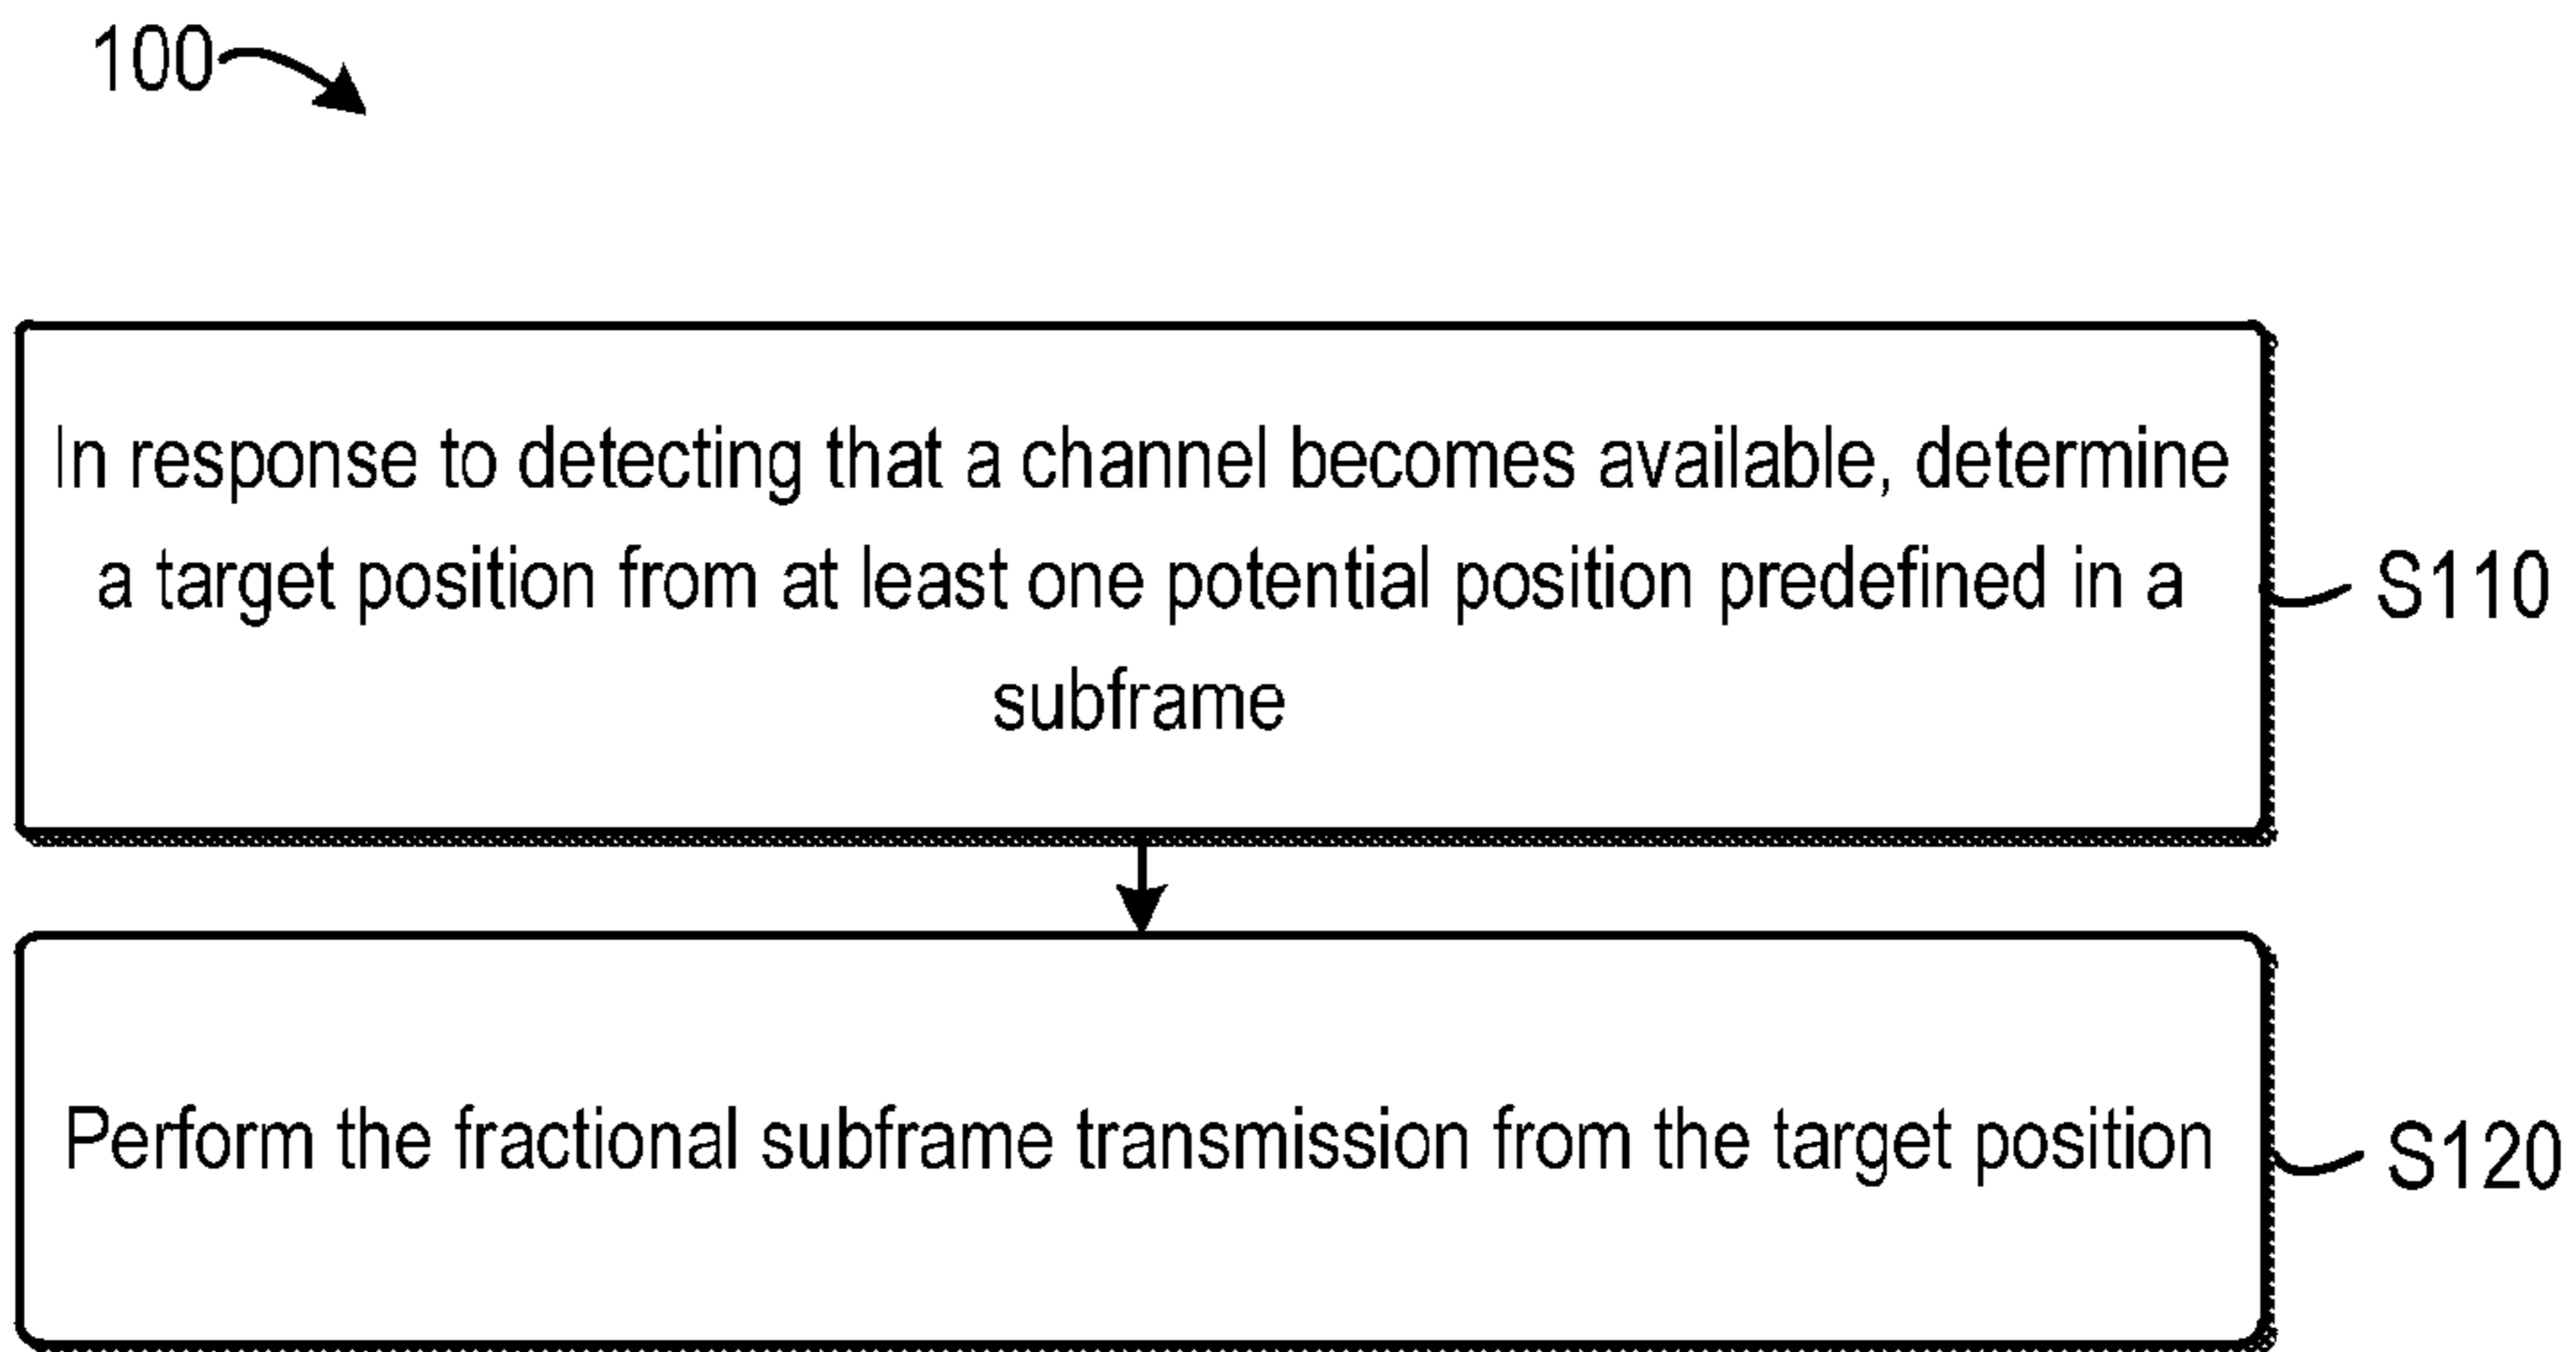 100
In response to detecting that a channel becomes available, determine
a target position from at least one potential position predefined in a
subframe
S110
Perform the fractional subframe transmission from the target position
S120